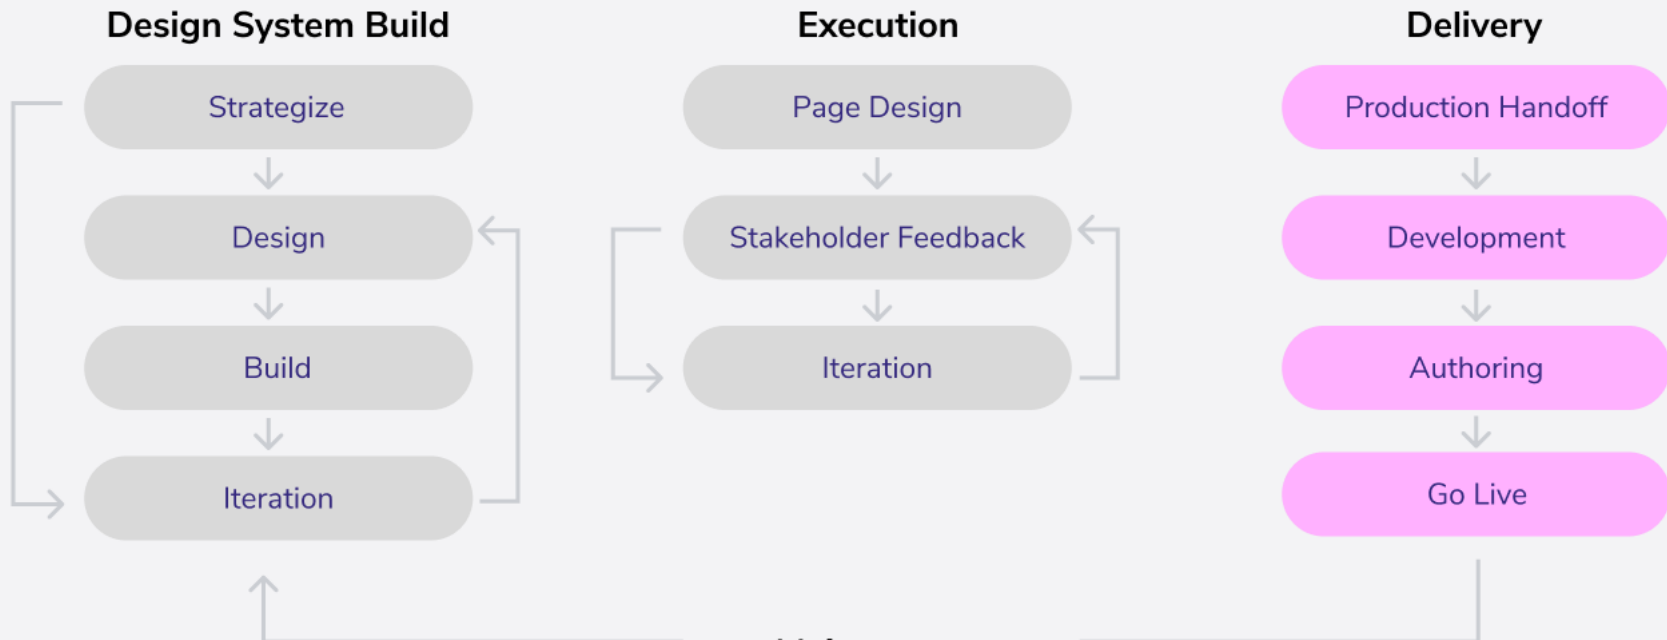 Design System Build
Strategize
Design
Build
Iteration
Execution
Page Design
Stakeholder Feedback
Iteration
Delivery
Production Handoff
Development
Authoring
Go Live